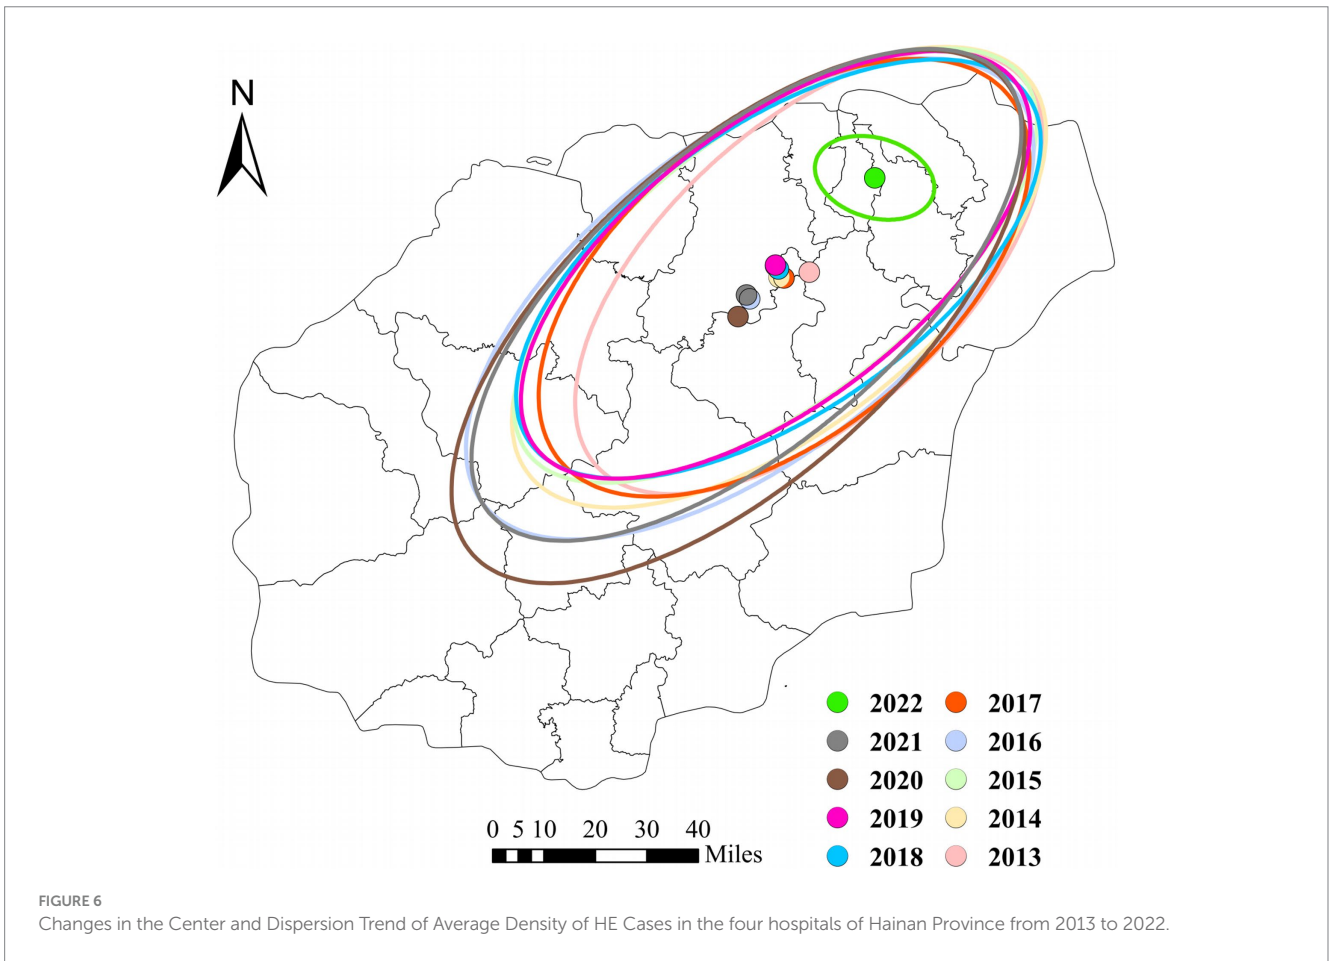 N
2022 2017
2021 2016
2020 2015
2019 2014
2018 2013
0 5 10 20 30 40
Miles
FIGURE 6
Changes in the Center and Dispersion Trend of Average Density of HE Cases in the four hospitals of Hainan Province from 2013 to 2022.